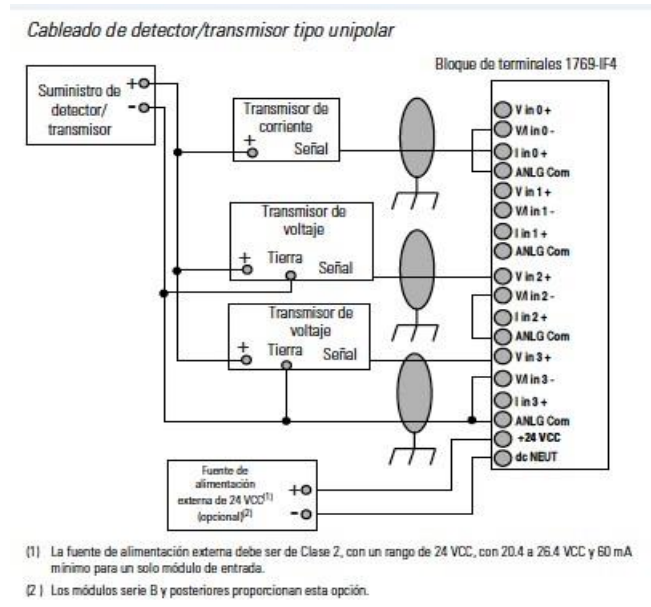 Cableado de detector/transmisor tipo unipolar
Bloque de terminales 1769-IF4
Suministro de
detector/
transmisor
+
-
Transmisor de
corriente
+
Señal
Transmisor de
voltaje
+
Tierra
Señal
Transmisor de
voltaje
+
Tierra
Señal
V in 0 +
V/I in 0 -
I in 0 +
ANLG Com
V in 1 +
V/I in 1 -
I in 1 +
ANLG Com
V in 2 +
V/I in 2 -
I in 2 +
ANLG Com
V in 3 +
V/I in 3 -
I in 3 +
ANLG Com
+24 VCC
dc NEUT
Fuente de
alimentación
externa de 24 VCC(1)
(opcional)(2)
+
-
(1) La fuente de alimentación externa debe ser de Clase 2, con un rango de 24 VCC, con 20.4 a 26.4 VCC y 60 mA
mínimo para un solo módulo de entrada.
(2 ) Los módulos serie B y posteriores proporcionan esta opción.